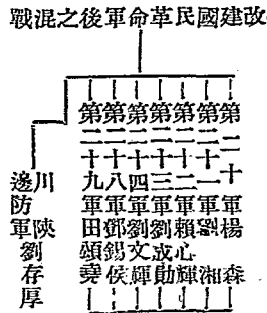 改建國民革命軍後之混戰
第二十軍楊森
第二十一軍劉湘
第二十二軍賴心輝
第二十三軍劉成勛
第二十四軍劉文輝
第二十八軍鄧錫侯
第二十九軍田頌堯
川陝劉存厚
邊防軍